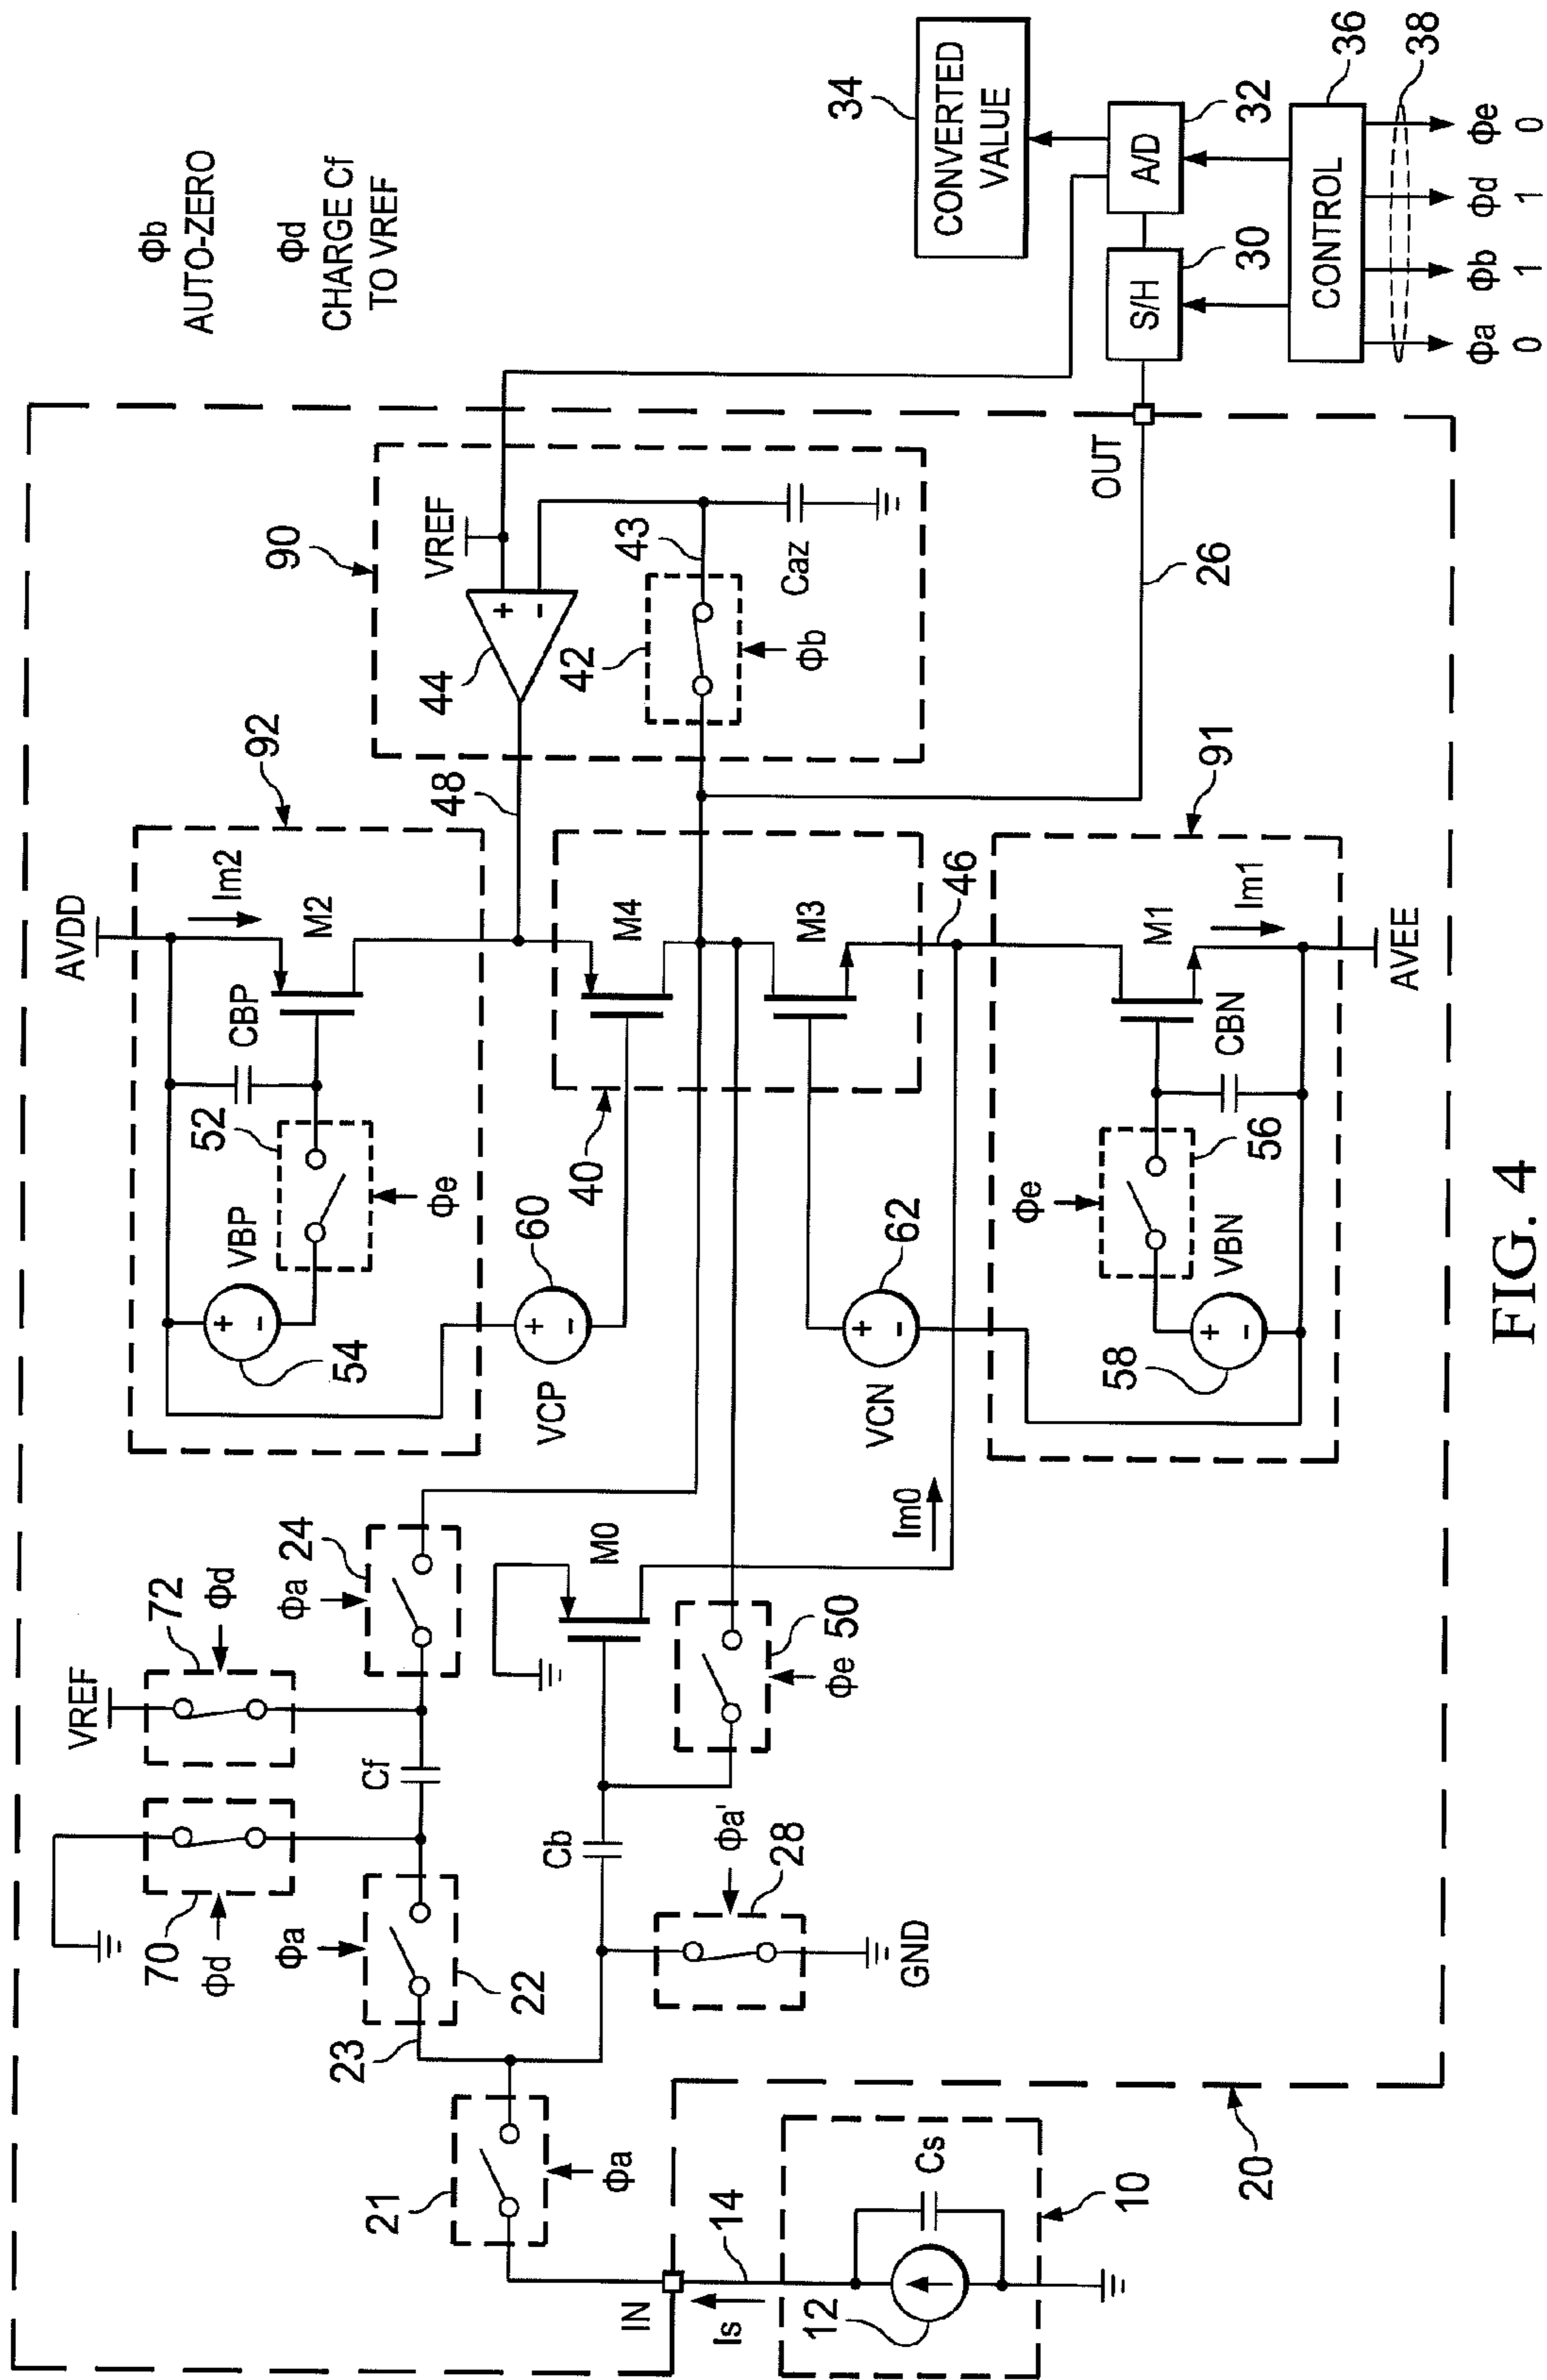 Φb
AUTO-ZERO
Φd
CHARGE Cf
TO VREF
34
CONVERTED
VALUE
32
A/D
30
S/H
36
CONTROL
38
Φa Φb Φd Φe
0 1 1 0
90
VREF
44
+
-
43
42
Φb
Caz
OUT
26
92
AVDD
Im2
M2
CBP
52
VBP
+
-
54
Φe
48
M4
M3
40
46
60
+
-
VCP
62
+
-
VCN
91
Im1
M1
CBN
AVEE
56
Φe
VBN
+
-
58
VREF
72
Φd
Φa
24
Cf
70
Φd
Φa
22
23
M0
Im0
50
Φe
Cb
Φa'
28
GND
21
Φa
IN
Is
14
12
Cs
10
20
FIG. 4